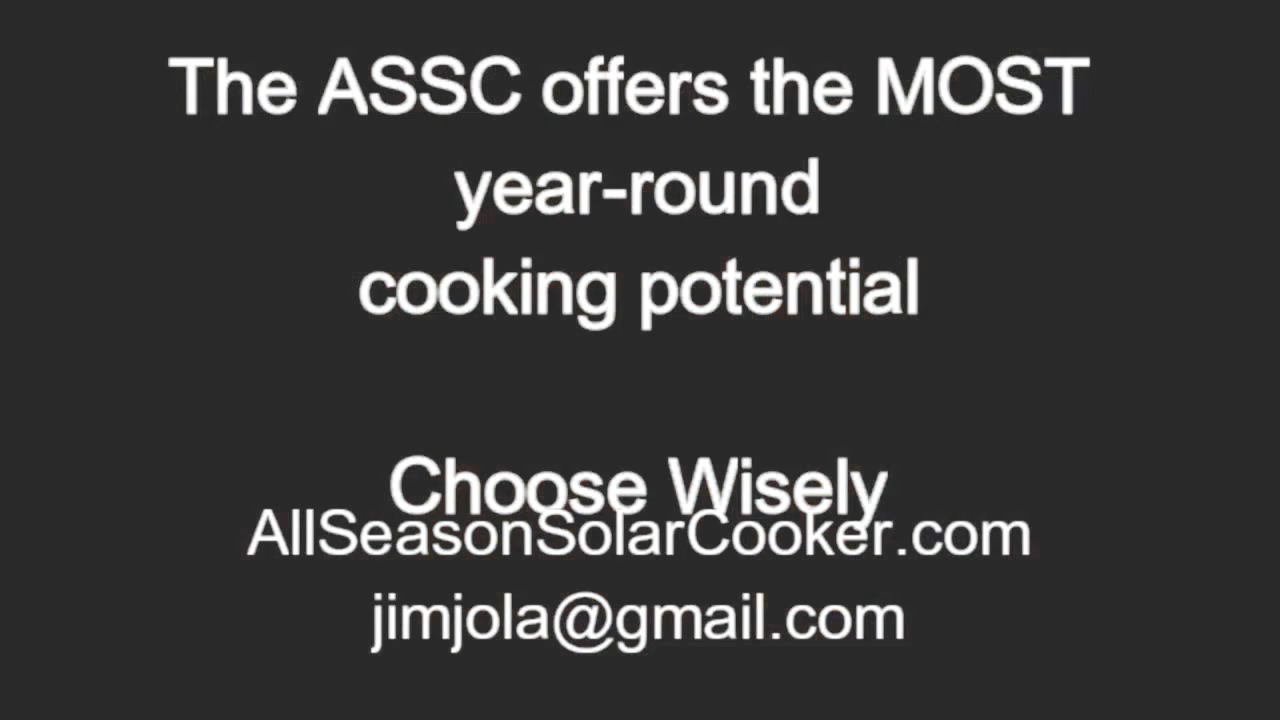 The ASSC offers the MOST
year-round
cooking potential
Choose Wisely
AllSeasonSolarCooker.com
jimjola@gmail.com